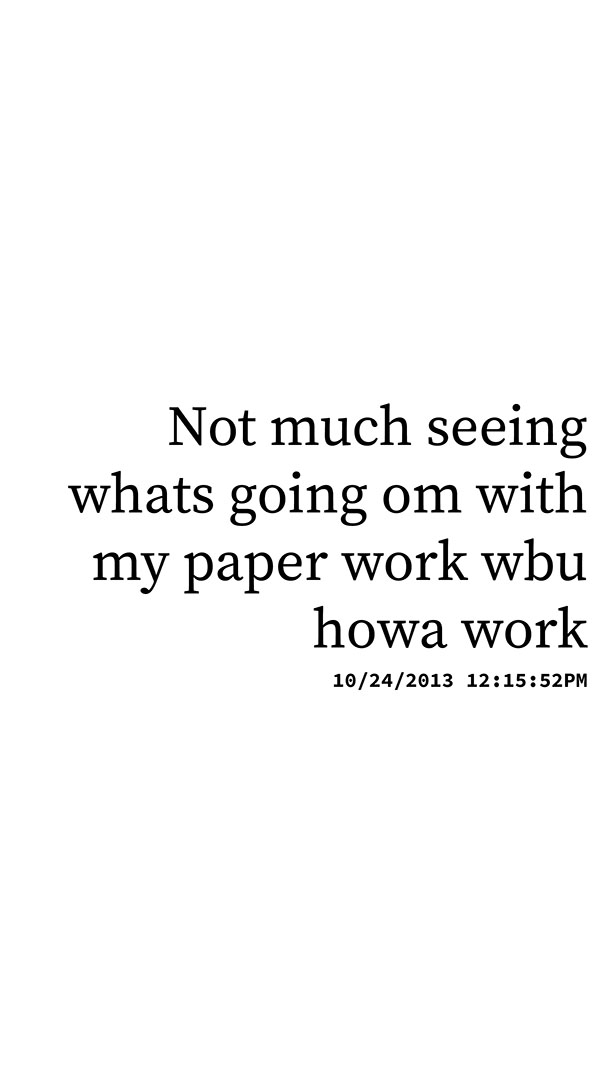 Not much seeing
whats going om with
my paper work wbu
howa work
10/24/2013 12:15:52PM